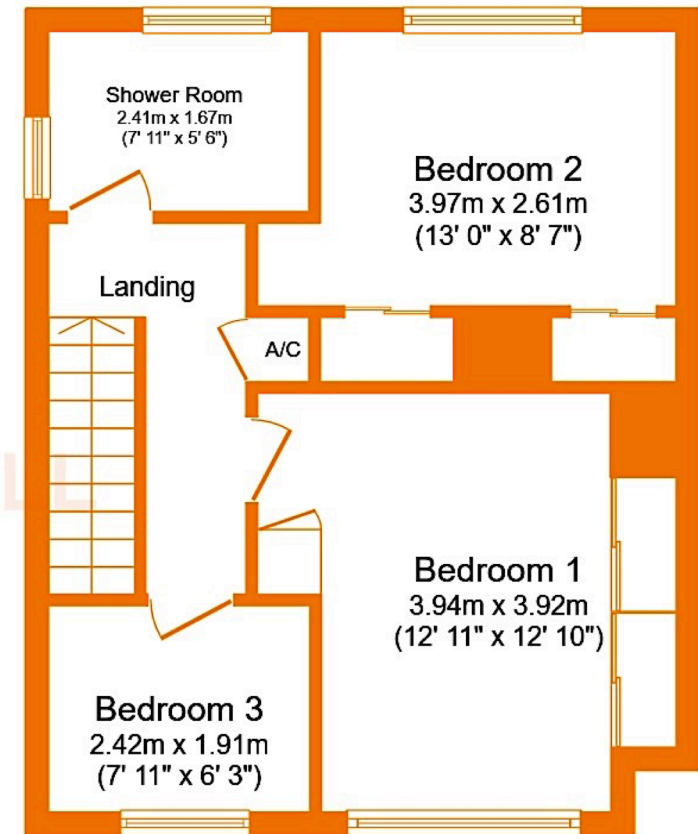 Shower Room
2.41m x 1.67m
(7' 11" x 5' 6")
Bedroom 2
3.97m x 2.61m
(13' 0" x 8' 7")
Landing
A/C
LL
Bedroom 1
3.94m x 3.92m
(12' 11" x 12' 10")
Bedroom 3
2.42m x 1.91m
(7' 11" x 6' 3")